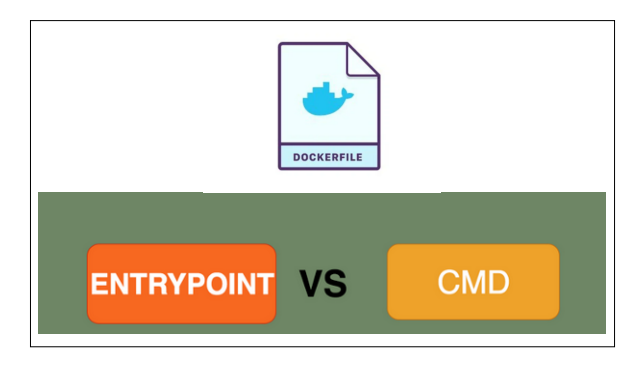 DOCKERFILE
ENTRYPOINT VS CMD